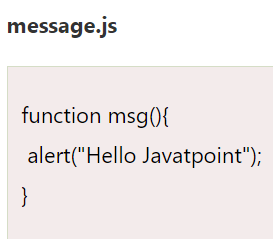 message.js
function msg(){
 alert("Hello Javatpoint");
}